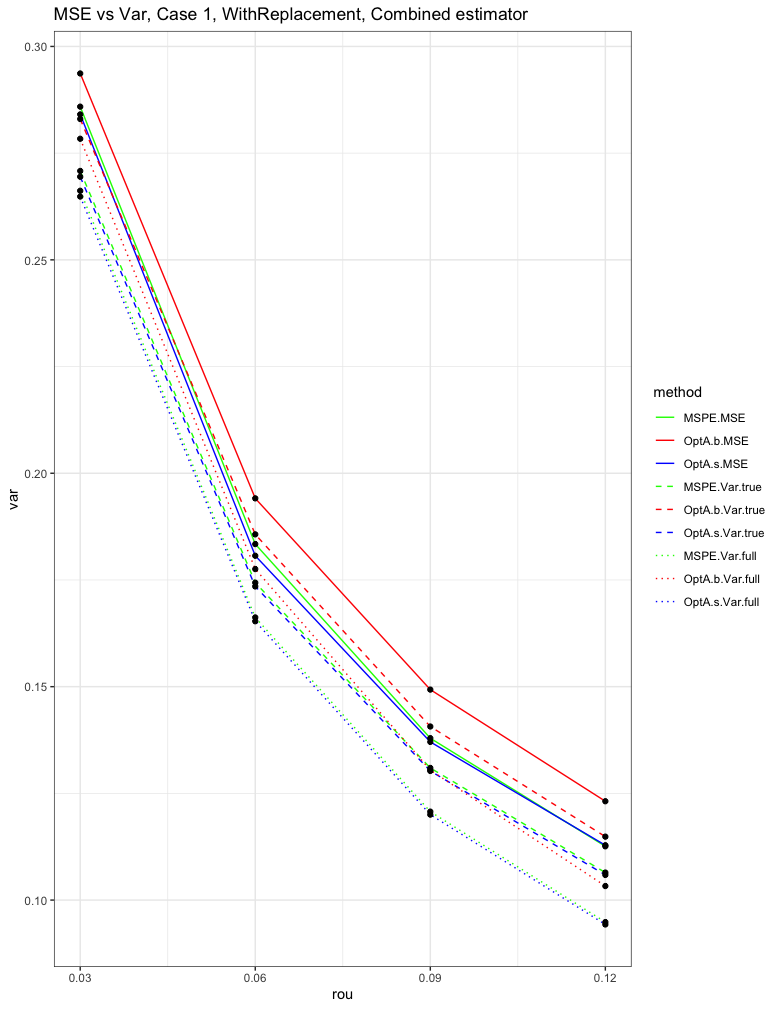 MSE vs Var, Case 1, WithReplacement, Combined estimator
0.30
0.25
0.20
0.15
0.10
var
0.03
0.06
0.09
0.12
rou
method
MSPE.MSE
OptA.b.MSE
OptA.s.MSE
MSPE.Var.true
OptA.b.Var.true
OptA.s.Var.true
MSPE.Var.full
OptA.b.Var.full
OptA.s.Var.full